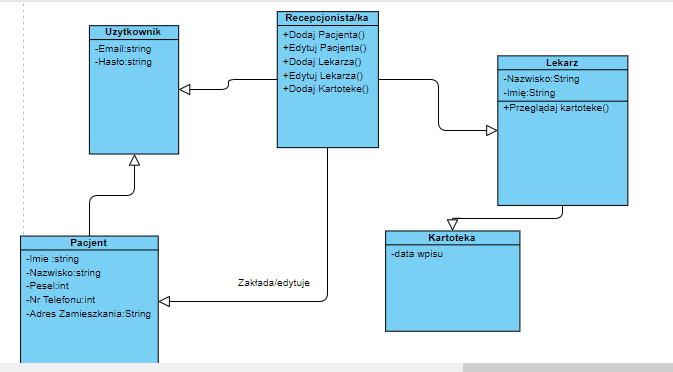 Uzytkownik
-Email:string
-Hasło:string
Recepcjonista/ka
+Dodaj Pacjenta()
+Edytuj Pacjenta()
+Dodaj Lekarza()
+Edytuj Lekarza()
+Dodaj Kartoteke()
Lekarz
-Nazwisko:String
-Imię:String
+Przeglądaj kartoteke()
Pacjent
-Imie :string
-Nazwisko:string
-Pesel:int
-Nr Telefonu:int
-Adres Zamieszkania:String
Zakłada/edytuje
Kartoteka
-data wpisu